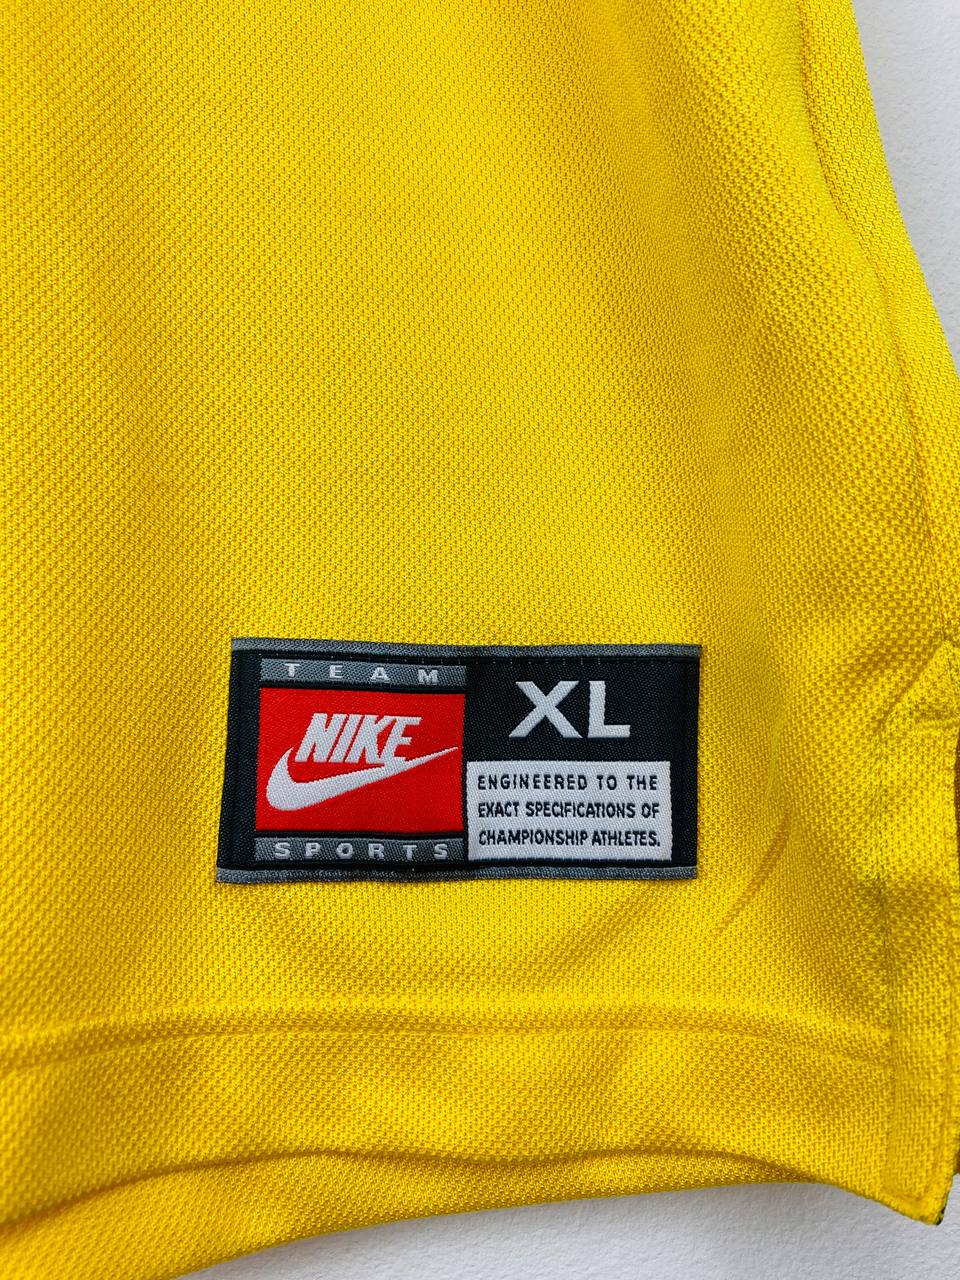 TEAM
NIKE
SPORTS
XL
ENGINEERED TO THE
EXACT SPECIFICATIONS OF
CHAMPIONSHIP ATHLETES.